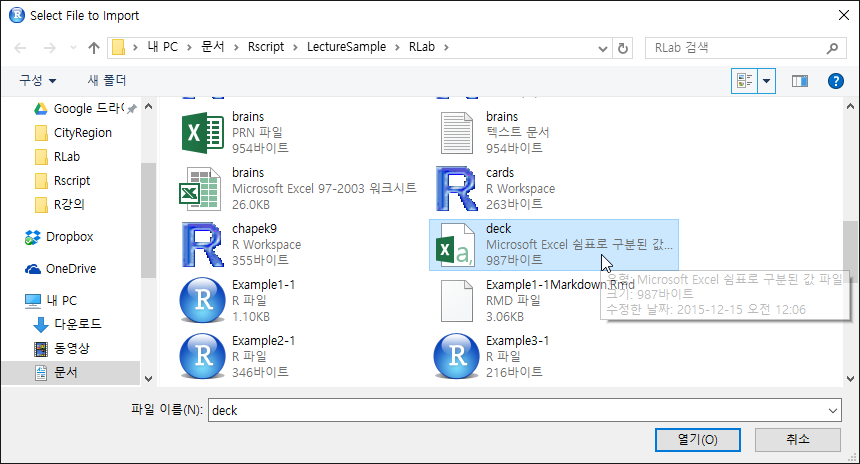 Select File to Import
내 PC > 문서 > Rscript > LectureSample > RLab >
RLab 검색
구성
새 폴더
Google 드라이
CityRegion
RLab
Rscript
R강의
Dropbox
OneDrive
내 PC
다운로드
동영상
문서
brains
PRN 파일
954바이트
brains
텍스트 문서
954바이트
brains
Microsoft Excel 97-2003 워크시트
26.0KB
cards
R Workspace
263바이트
chapek9
R Workspace
355바이트
deck
Microsoft Excel 쉼표로 구분된 값...
987바이트
Example1-1
R 파일
1.10KB
Example1-1Markdown.Rmd
RMD 파일
3.06KB
유형: Microsoft Excel 쉼표로 구분된 값 파일
크기: 987바이트
수정한 날짜: 2015-12-15 오전 12:06
Example2-1
R 파일
346바이트
Example3-1
R 파일
216바이트
파일 이름(N):
deck
열기(O)
취소